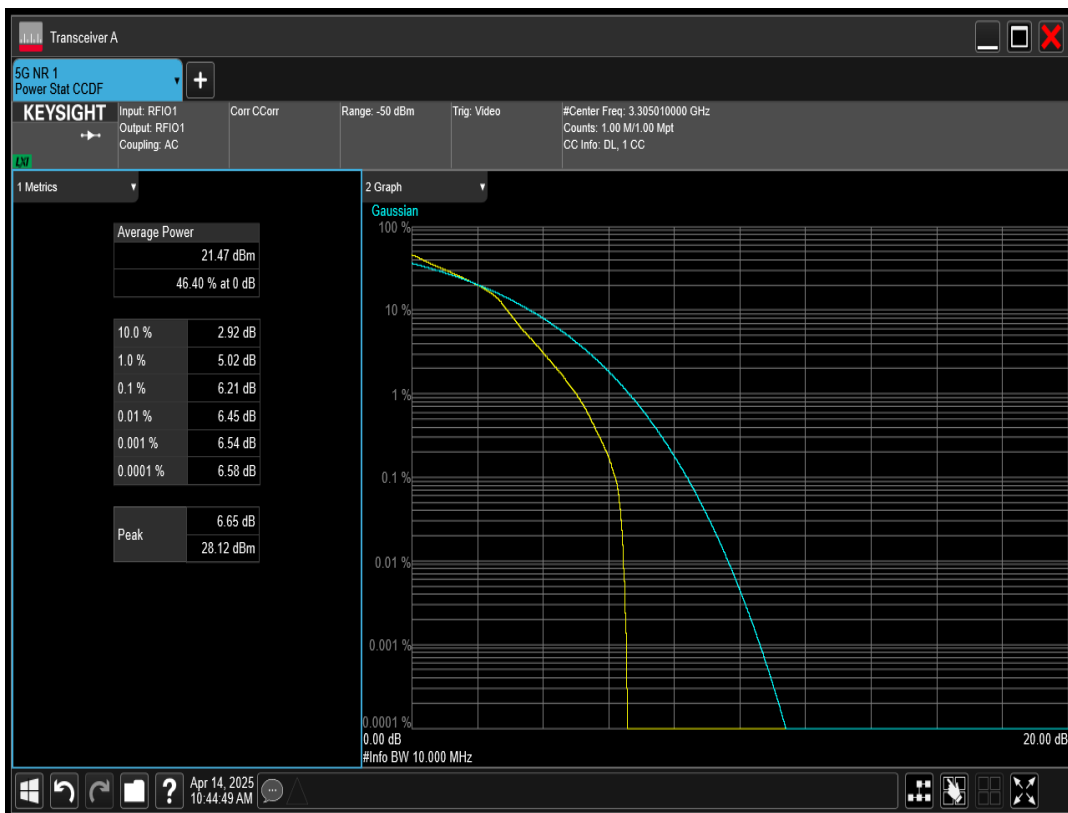 Transceiver A
5G NR 1
Power Stat CCDF
+
KEYSIGHT
Input: RFIO1
Output: RFIO1
Coupling: AC
Corr CCorr
Range: -50 dBm
Trig: Video
#Center Freq: 3.305010000 GHz
Counts: 1.00 M/1.00 Mpt
CC Info: DL, 1 CC
LXI
1 Metrics
Average Power
21.47 dBm
46.40 % at 0 dB
10.0 % 2.92 dB
1.0 % 5.02 dB
0.1 % 6.21 dB
0.01 % 6.45 dB
0.001 % 6.54 dB
0.0001 % 6.58 dB
Peak
6.65 dB
28.12 dBm
2 Graph
Gaussian
100 %
10 %
1 %
0.1 %
0.01 %
0.001 %
0.0001 %
0.00 dB 20.00 dB
#Info BW 10.000 MHz
?
Apr 14, 2025
10:44:49 AM